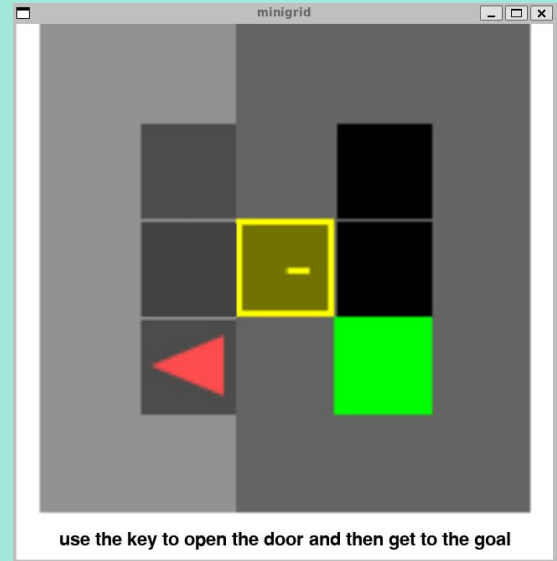 minigrid
use the key to open the door and then get to the goal